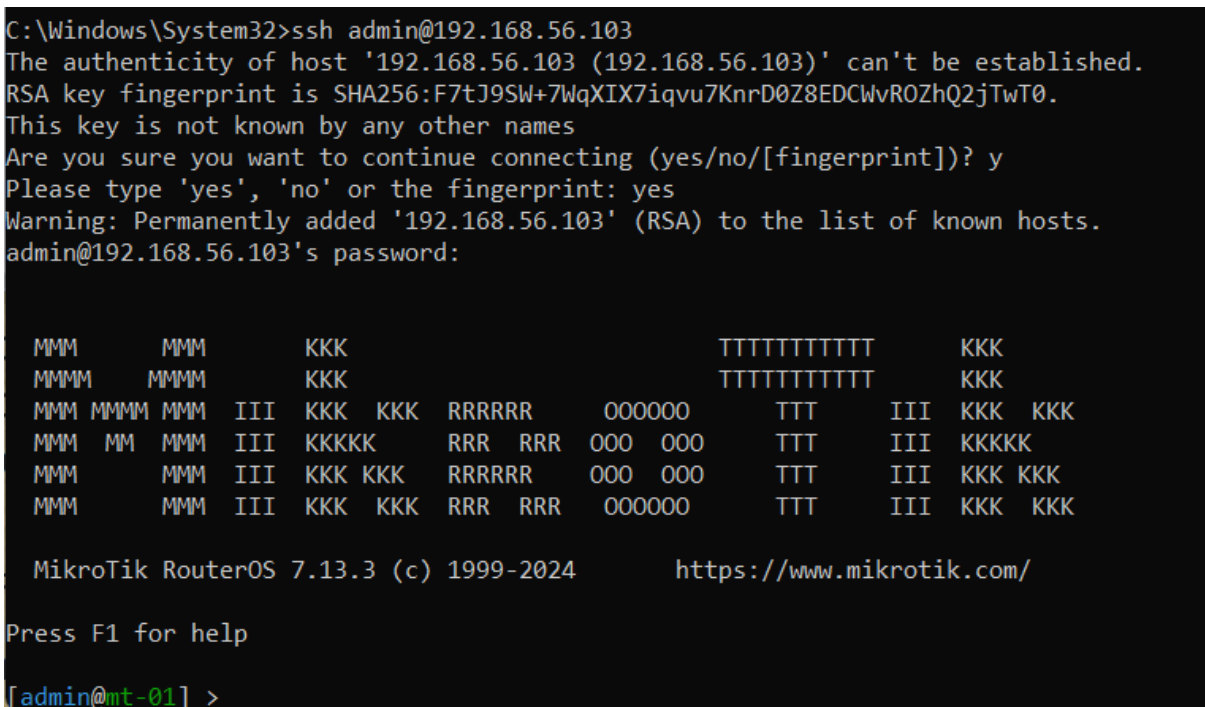 C:\Windows\System32>ssh admin@192.168.56.103
The authenticity of host '192.168.56.103 (192.168.56.103)' can't be established.
RSA key fingerprint is SHA256:F7tJ9SW+7WqXIX7iqvu7KnrD0Z8EDCWvROZhQ2jTwT0.
This key is not known by any other names
Are you sure you want to continue connecting (yes/no/[fingerprint])? y
Please type 'yes', 'no' or the fingerprint: yes
Warning: Permanently added '192.168.56.103' (RSA) to the list of known hosts.
admin@192.168.56.103's password:
  MMM      MMM       KKK                          TTTTTTTTTTT      KKK
  MMMM    MMMM       KKK                          TTTTTTTTTTT      KKK
  MMM MMMM MMM  III  KKK  KKK  RRRRRR     OOOOOO      TTT     III  KKK  KKK
  MMM  MM  MMM  III  KKKKK     RRR  RRR  OOO  OOO     TTT     III  KKKKK
  MMM      MMM  III  KKK KKK   RRRRRR    OOO  OOO     TTT     III  KKK KKK
  MMM      MMM  III  KKK  KKK  RRR  RRR   OOOOOO      TTT     III  KKK  KKK
  MikroTik RouterOS 7.13.3 (c) 1999-2024       https://www.mikrotik.com/
Press F1 for help
[admin@mt-01] >